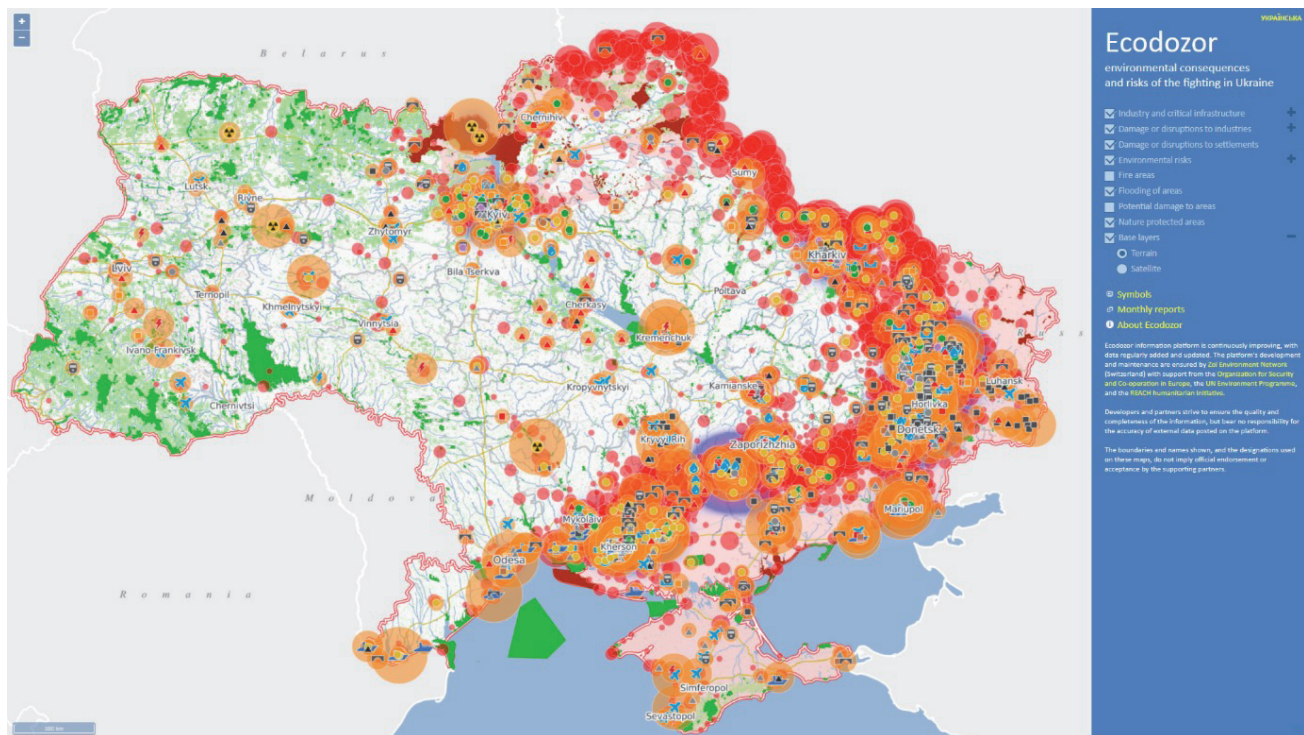 +
−
Belarus
Chernihiv
Sumy
Lutsk
Rivne
Kyiv
Zhytomyr
Kharkiv
Lviv
Bila Tserkva
Ternopil
Poltava
Khmelnytskyi
Cherkasy
Vinnytsia
Kremenchuk
Ivano-Frankivsk
Luhansk
Kropyvnytskyi
Kamianske
Horlivka
Chernivtsi
Donetsk
Kryvyi Rih
Zaporizhzhia
Moldova
Mykolaiv
Mariupol
Kherson
Odesa
Romania
Simferopol
Sevastopol
R u s s
100 km
УКРАЇНСЬКА
Ecodozor
environmental consequences
and risks of the fighting in Ukraine
Industry and critical infrastructure +
Damage or disruptions to industries +
Damage or disruptions to settlements
Environmental risks +
Fire areas
Flooding of areas
Potential damage to areas
Nature protected areas
Base layers −
Terrain
Satellite
Symbols
Monthly reports
About Ecodozor
Ecodozor information platform is continuously improving, with
data regularly added and updated. The platform's development
and maintenance are ensured by Zoï Environment Network
(Switzerland) with support from the Organization for Security
and Co-operation in Europe, the UN Environment Programme,
and the REACH humanitarian initiative.
Developers and partners strive to ensure the quality and
completeness of the information, but bear no responsibility for
the accuracy of external data posted on the platform.
The boundaries and names shown, and the designations used
on these maps, do not imply official endorsement or
acceptance by the supporting partners.